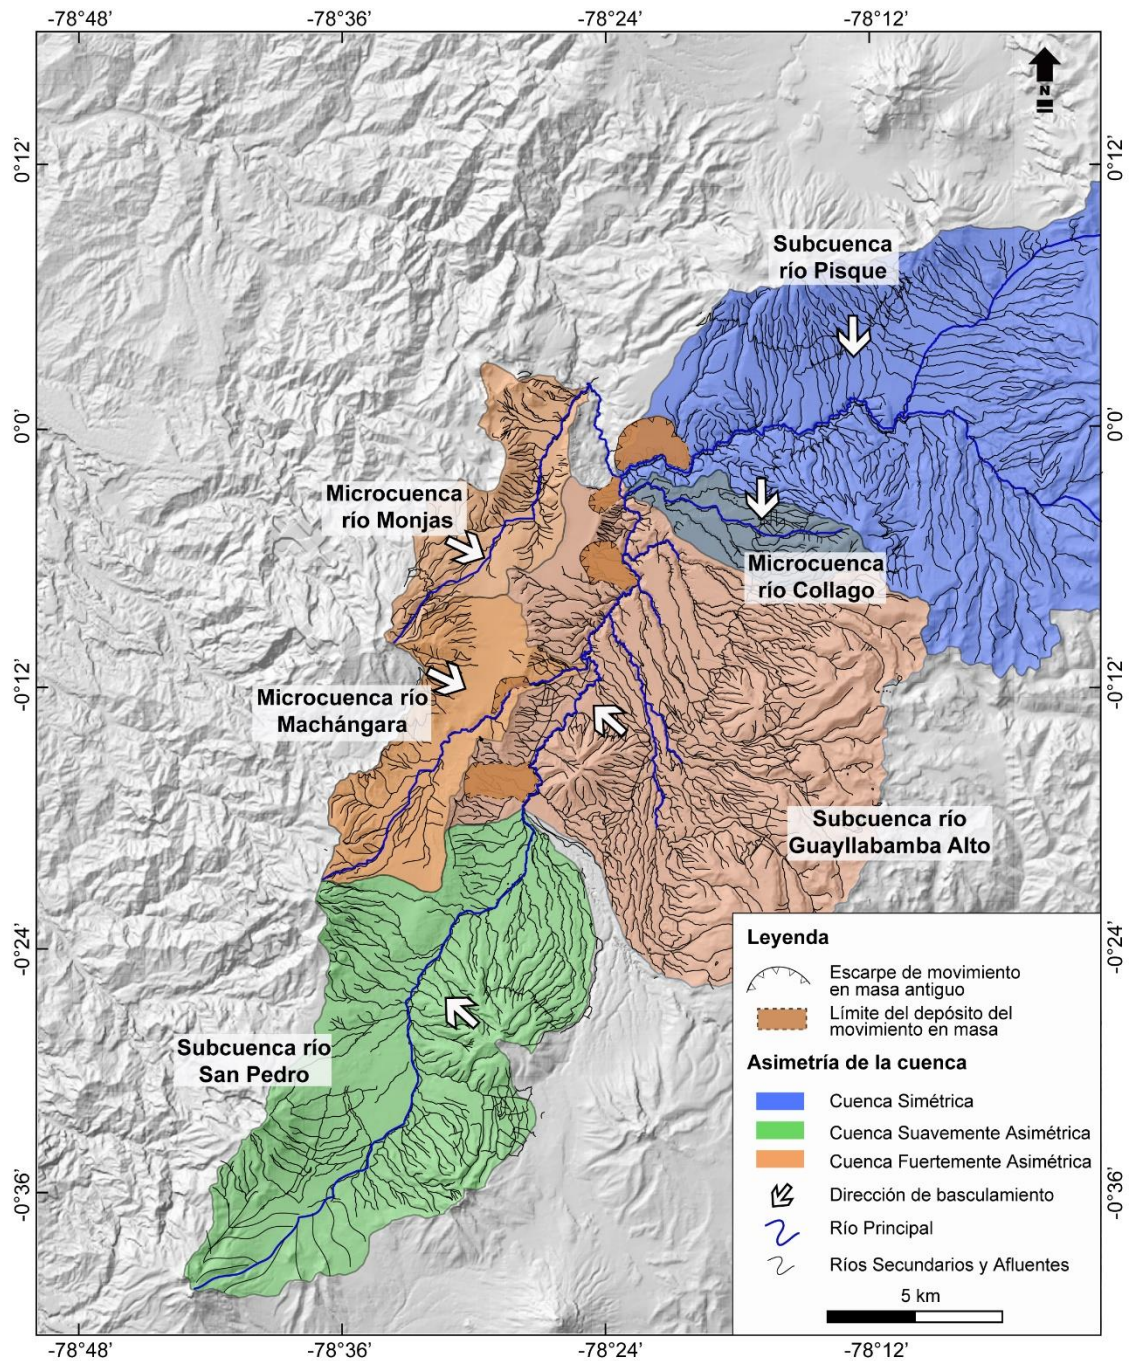 -78°48'
-78°36'
-78°24'
-78°12'
N
0°12'
0°12'
Subcuenca
río Pisque
0°0'
0°0'
Microcuenca
río Monjas
Microcuenca
río Collago
-0°12'
-0°12'
Microcuenca río
Machángara
Subcuenca río
Guayllabamba Alto
-0°24'
-0°24'
Subcuenca río
San Pedro
-0°36'
-0°36'
Leyenda
Escarpe de movimiento
en masa antiguo
Límite del depósito del
movimiento en masa
Asimetría de la cuenca
Cuenca Simétrica
Cuenca Suavemente Asimétrica
Cuenca Fuertemente Asimétrica
Dirección de basculamiento
Río Principal
Ríos Secundarios y Afluentes
5 km
-78°48'
-78°36'
-78°24'
-78°12'